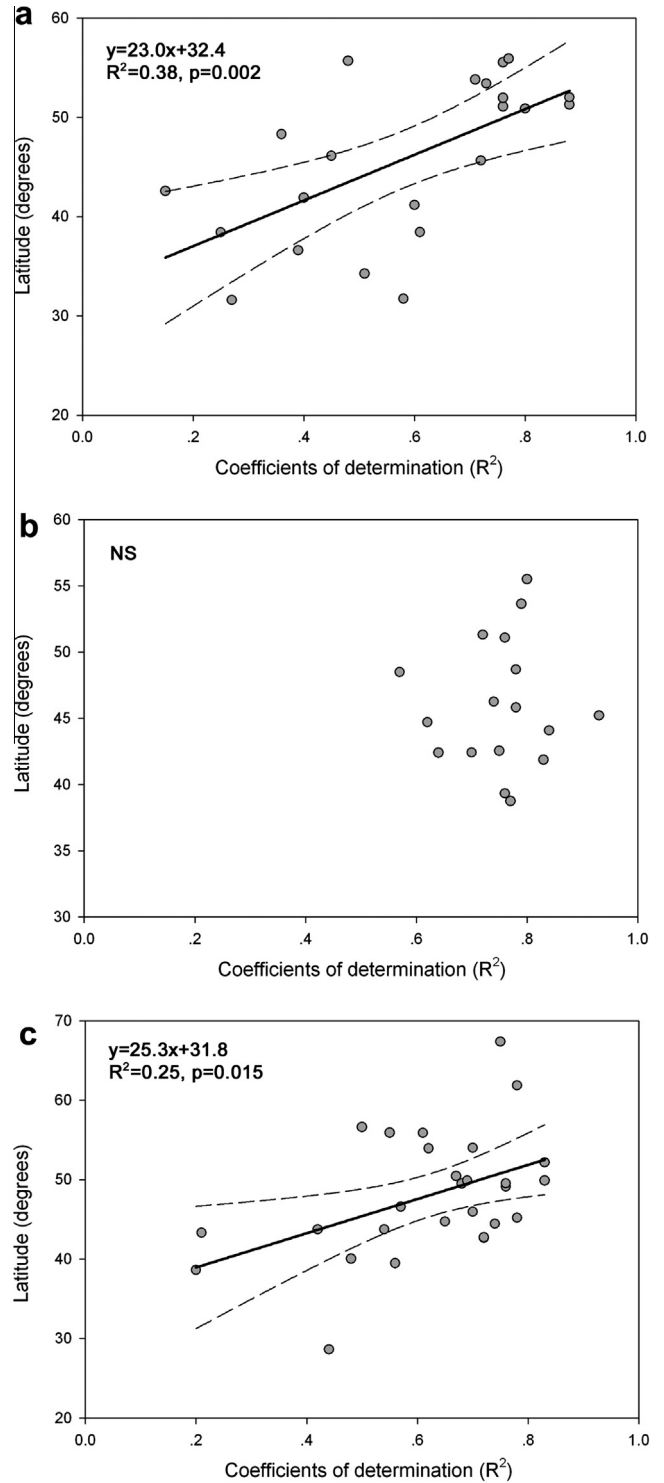 a
60
y=23.0x+32.4
R²=0.38, p=0.002
50
40
30
20
Latitude (degrees)
0.0 .2 .4 .6 .8 1.0
Coefficients of determination (R²)
b
60
NS
55
50
45
40
35
30
Latitude (degrees)
0.0 .2 .4 .6 .8 1.0
Coefficients of determination (R²)
c
70
y=25.3x+31.8
R²=0.25, p=0.015
60
50
40
30
20
Latitude (degrees)
0.0 .2 .4 .6 .8 1.0
Coefficients of determination (R²)